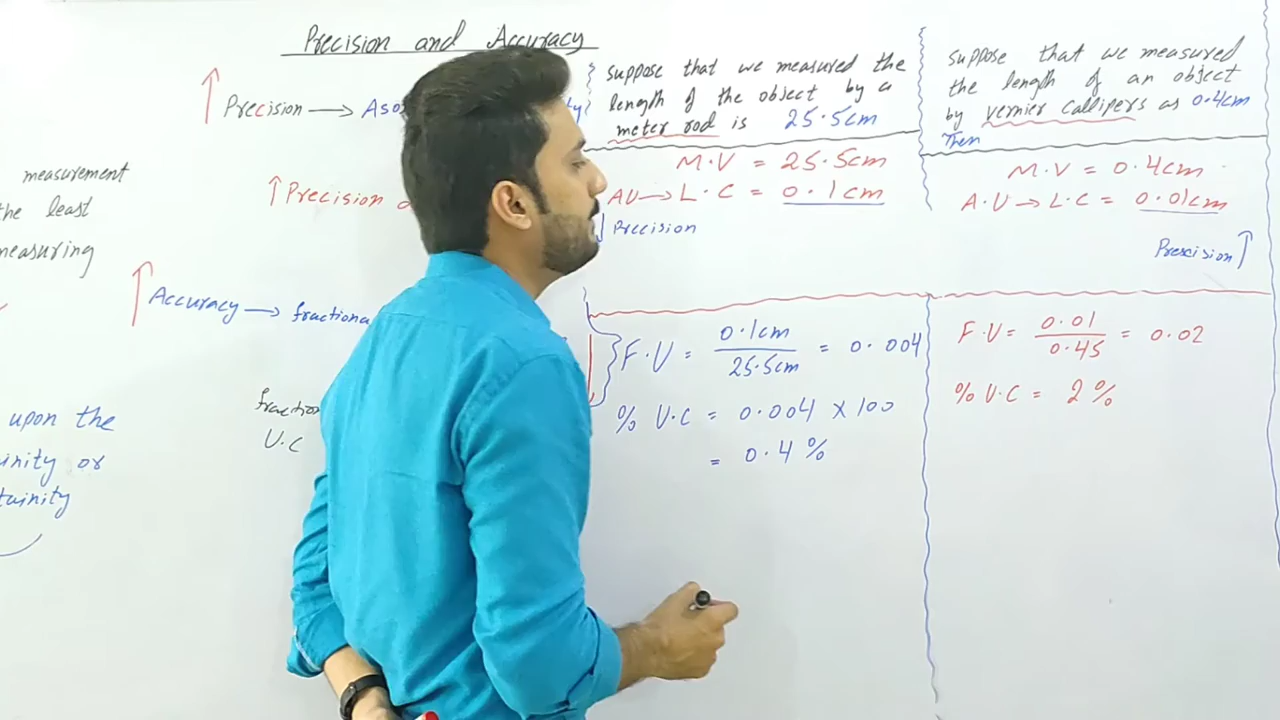 Precision and Accuracy
Precision → Aso
measurement
the least
measuring
Precision
Accuracy → fractiona
upon the
inity or
tainity
fraction
U.C
suppose that we measured the
length of the object by a
meter rod is 25.5cm
M.V = 25.5cm
AU → L.C = 0.1cm
Precision
F.U = 0.1cm / 25.5cm = 0.004
% U.C = 0.004 x 100
= 0.4 %
suppose that we measured
the length of an object
by vernier Callipers as 0.4cm
Then
M.V = 0.4cm
A.U → L.C = 0.01cm
Prescision
F.U = 0.01 / 0.45 = 0.02
% U.C = 2 %